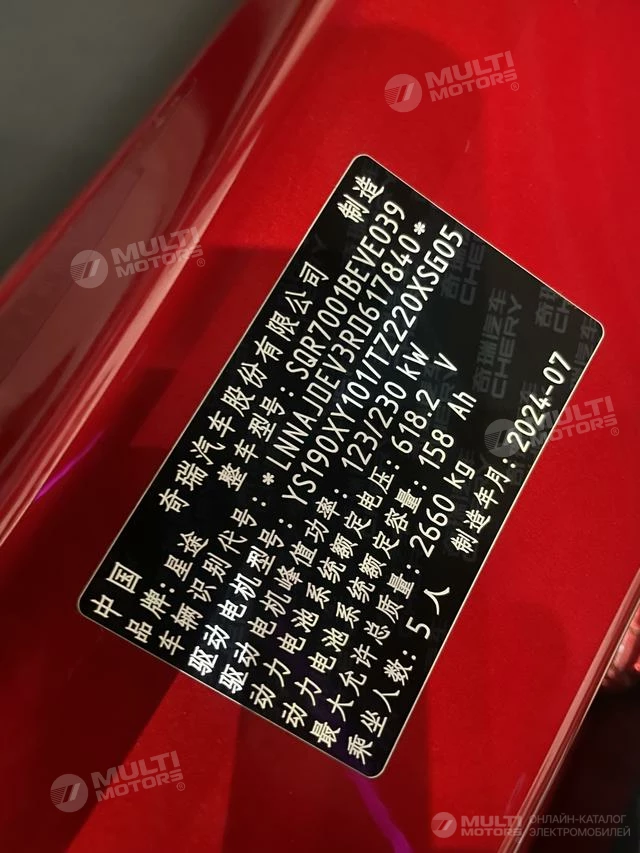 MULTI
MOTORS®
MULTI
MOTORS®
中国 奇瑞汽车股份有限公司 制造
品牌:星途 整车型号:SQR7001BEVE039
车辆识别代号:*LNNAJDEV3RD617840*
驱动电机型号:YS190XY101/TZ220XSG05
驱动电机峰值功率:123/230 kW
动力电池系统额定电压:618.2 V
动力电池系统额定容量:158 Ah
最大允许总质量:2660 kg
乘坐人数:5人 制造年月:2024-07
奇瑞汽车
CHERY
MULTI
MOTORS®
MULTI
MOTORS®
MULTI
MOTORS®
ОНЛАЙН-КАТАЛОГ
ЭЛЕКТРОМОБИЛЕЙ